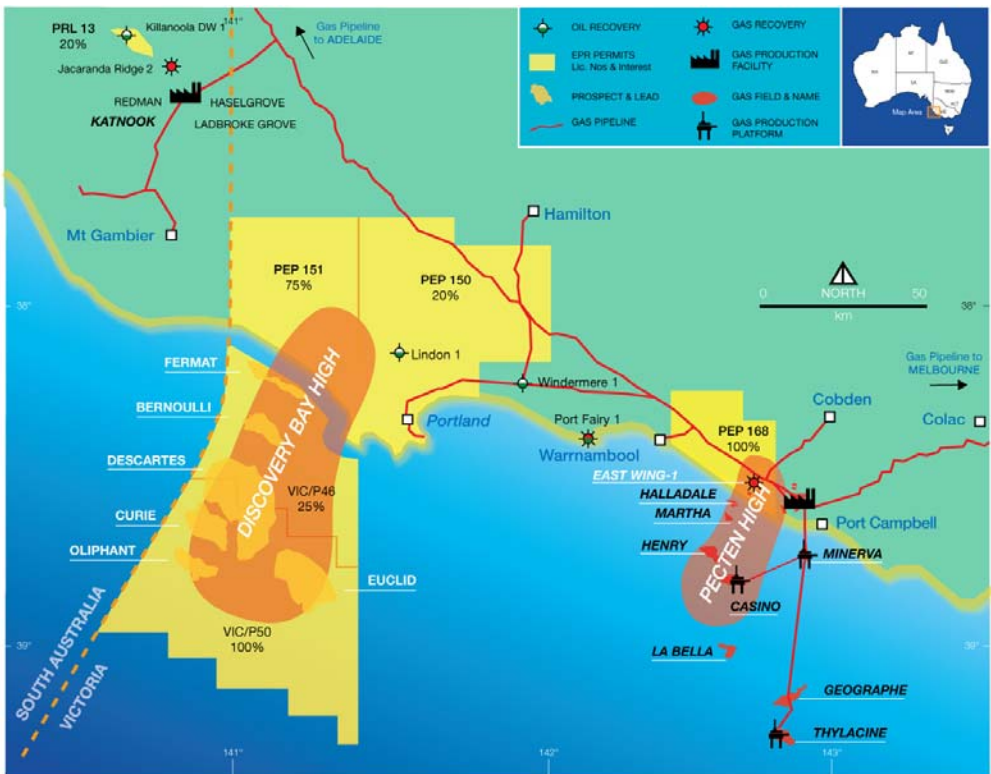 PRL 13
20%
Killanoola DW 1
141°
Gas Pipeline
to ADELAIDE
Jacaranda Ridge 2
REDMAN
HASELGROVE
KATNOOK
LADBROKE GROVE
OIL RECOVERY
GAS RECOVERY
EPR PERMITS
Lic. Nos & Interest
GAS PRODUCTION
FACILITY
PROSPECT & LEAD
GAS FIELD & NAME
GAS PIPELINE
GAS PRODUCTION
PLATFORM
Map Area
Mt Gambier
Hamilton
PEP 151
75%
PEP 150
20%
NORTH
0
50
km
38°
38°
Lindon 1
FERMAT
Windermere 1
Gas Pipeline to
MELBOURNE
BERNOULLI
Portland
Port Fairy 1
Warrnambool
PEP 168
100%
Cobden
Colac
DISCOVERY BAY HIGH
DESCARTES
EAST WING-1
VIC/P46
25%
HALLADALE
MARTHA
CURIE
Port Campbell
HENRY
PECTEN HIGH
MINERVA
OLIPHANT
EUCLID
CASINO
VIC/P50
100%
39°
39°
LA BELLA
SOUTH AUSTRALIA
VICTORIA
GEOGRAPHE
THYLACINE
141°
142°
143°